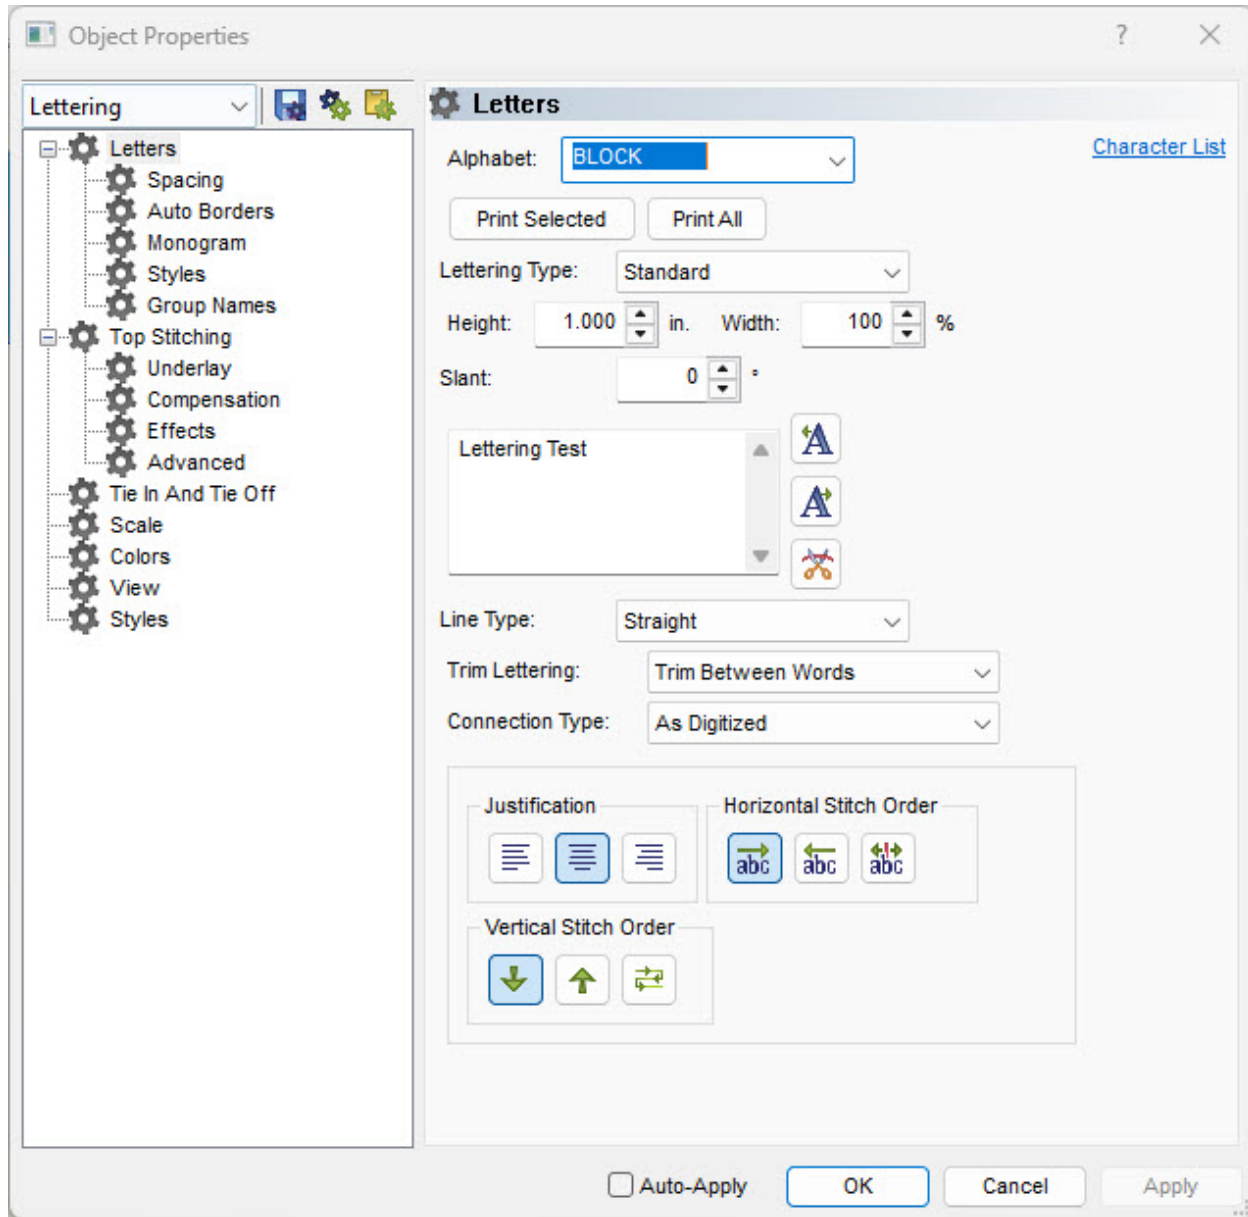 Object Properties
?
Lettering
Letters
Spacing
Auto Borders
Monogram
Styles
Group Names
Top Stitching
Underlay
Compensation
Effects
Advanced
Tie In And Tie Off
Scale
Colors
View
Styles
Letters
Alphabet: BLOCK
Character List
Print Selected Print All
Lettering Type: Standard
Height: 1.000 in. Width: 100 %
Slant: 0 °
Lettering Test
A
A
Line Type: Straight
Trim Lettering: Trim Between Words
Connection Type: As Digitized
Justification Horizontal Stitch Order
abc abc abc
Vertical Stitch Order
Auto-Apply OK Cancel Apply